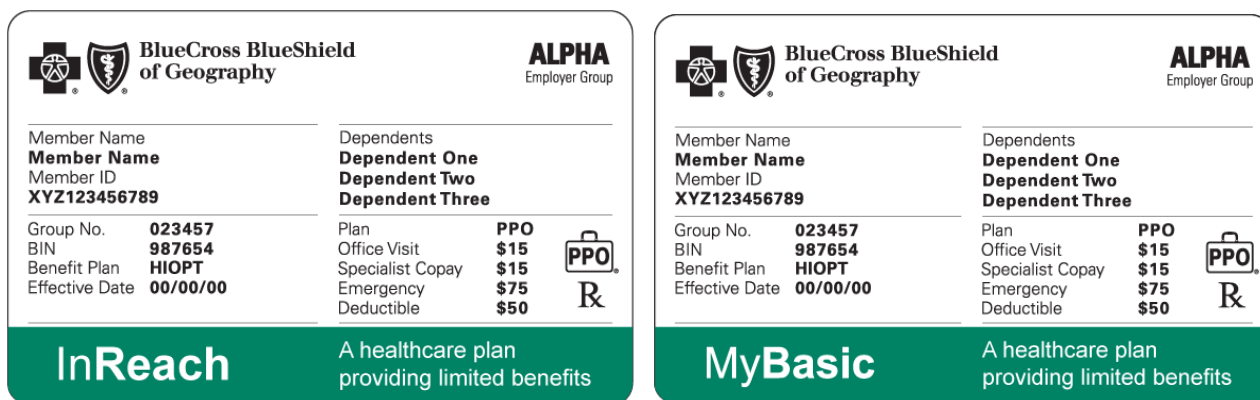 BlueCross BlueShield
of Geography
ALPHA
Employer Group
Member Name
Member Name
Member ID
XYZ123456789
Dependents
Dependent One
Dependent Two
Dependent Three
Group No. 023457
BIN 987654
Benefit Plan HIOPT
Effective Date 00/00/00
Plan PPO
Office Visit $15
Specialist Copay $15
Emergency $75
Deductible $50
PPO
Rx
InReach
A healthcare plan
providing limited benefits
BlueCross BlueShield
of Geography
ALPHA
Employer Group
Member Name
Member Name
Member ID
XYZ123456789
Dependents
Dependent One
Dependent Two
Dependent Three
Group No. 023457
BIN 987654
Benefit Plan HIOPT
Effective Date 00/00/00
Plan PPO
Office Visit $15
Specialist Copay $15
Emergency $75
Deductible $50
PPO
Rx
MyBasic
A healthcare plan
providing limited benefits